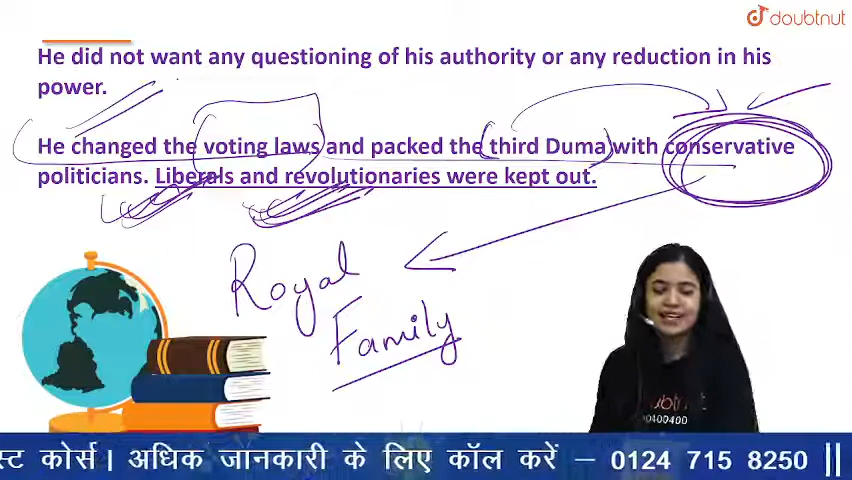 doubtnut
He did not want any questioning of his authority or any reduction in his
power.
He changed the voting laws and packed the third Duma with conservative
politicians. Liberals and revolutionaries were kept out.
Royal
Family
स्ट कोर्स। अधिक जानकारी के लिए कॉल करें – 0124 715 8250 ||